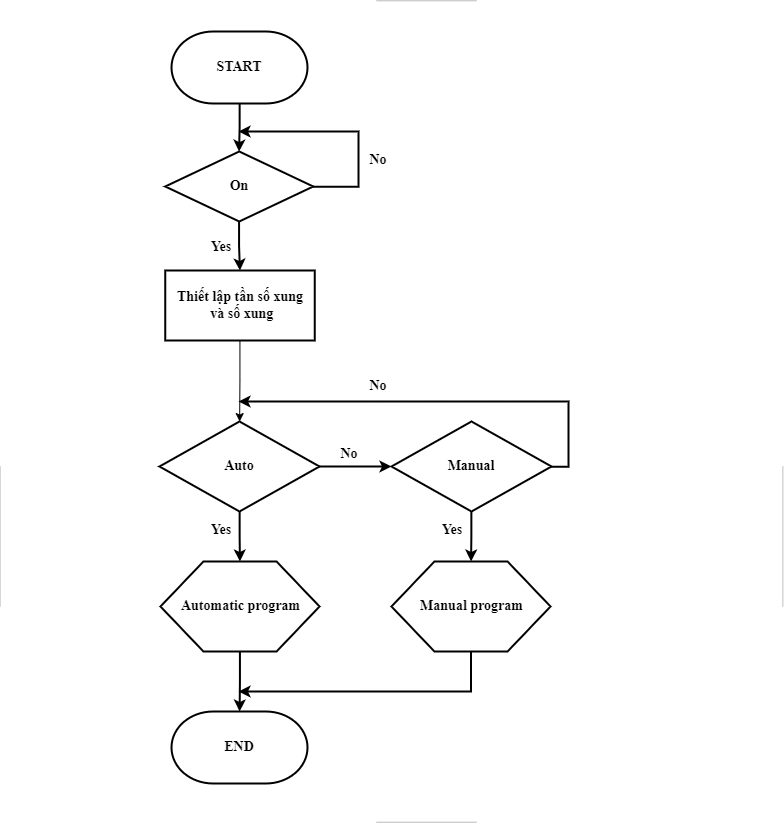 START
No
On
Yes
Thiết lập tần số xung
và số xung
No
Auto
No
Manual
Yes
Yes
Automatic program
Manual program
END